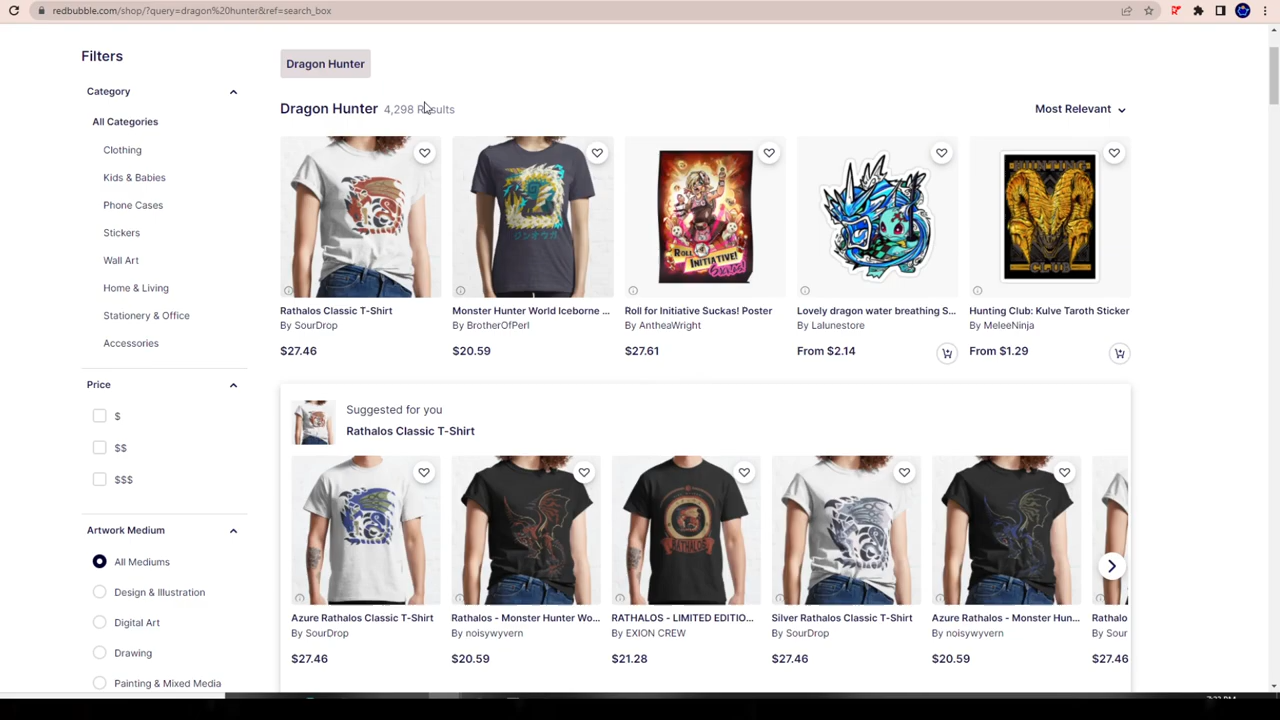 redbubble.com/shop/?query=dragon%20hunter&ref=search_box
Filters
Dragon Hunter
Category
All Categories
Clothing
Kids & Babies
Phone Cases
Stickers
Wall Art
Home & Living
Stationery & Office
Accessories
Price
$
$$
$$$
Artwork Medium
All Mediums
Design & Illustration
Digital Art
Drawing
Painting & Mixed Media
Dragon Hunter 4,298 Results
Most Relevant
ROLL FOR INITIATIVE!
HUNTING
CLUB
Rathalos Classic T-Shirt
By SourDrop
$27.46
Monster Hunter World Iceborne ...
By BrotherOfPerl
$20.59
Roll for Initiative Suckas! Poster
By AntheaWright
$27.61
Lovely dragon water breathing S...
By Lalunestore
From $2.14
Hunting Club: Kulve Taroth Sticker
By MeleeNinja
From $1.29
Suggested for you
Rathalos Classic T-Shirt
RATHALOS
Azure Rathalos Classic T-Shirt
By SourDrop
$27.46
Rathalos - Monster Hunter Wo...
By noisywyvern
$20.59
RATHALOS - LIMITED EDITIO...
By EXION CREW
$21.28
Silver Rathalos Classic T-Shirt
By SourDrop
$27.46
Azure Rathalos - Monster Hun...
By noisywyvern
$20.59
Rathalo
By Sour
$27.46